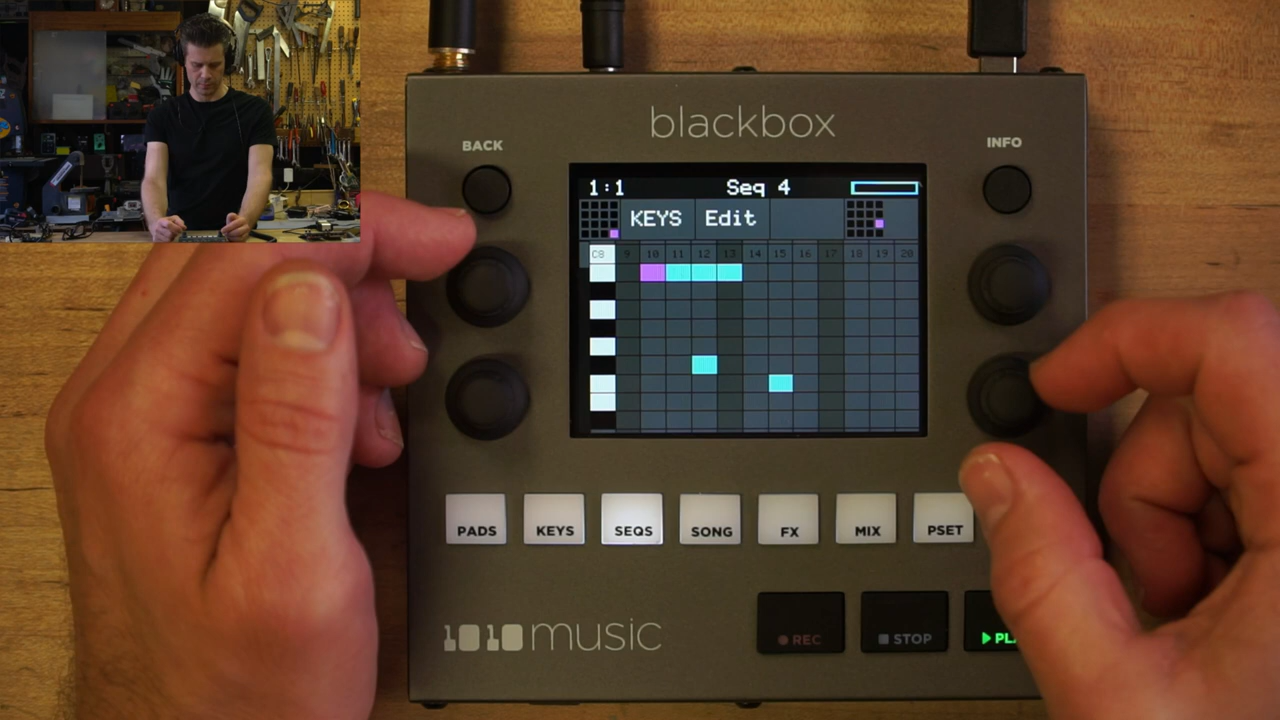 blackbox
BACK
INFO
1:1 Seq 4
KEYS Edit
C8 9 10 11 12 13 14 15 16 17 18 19 20
PADS KEYS SEQS SONG FX MIX PSET
1010music
REC STOP